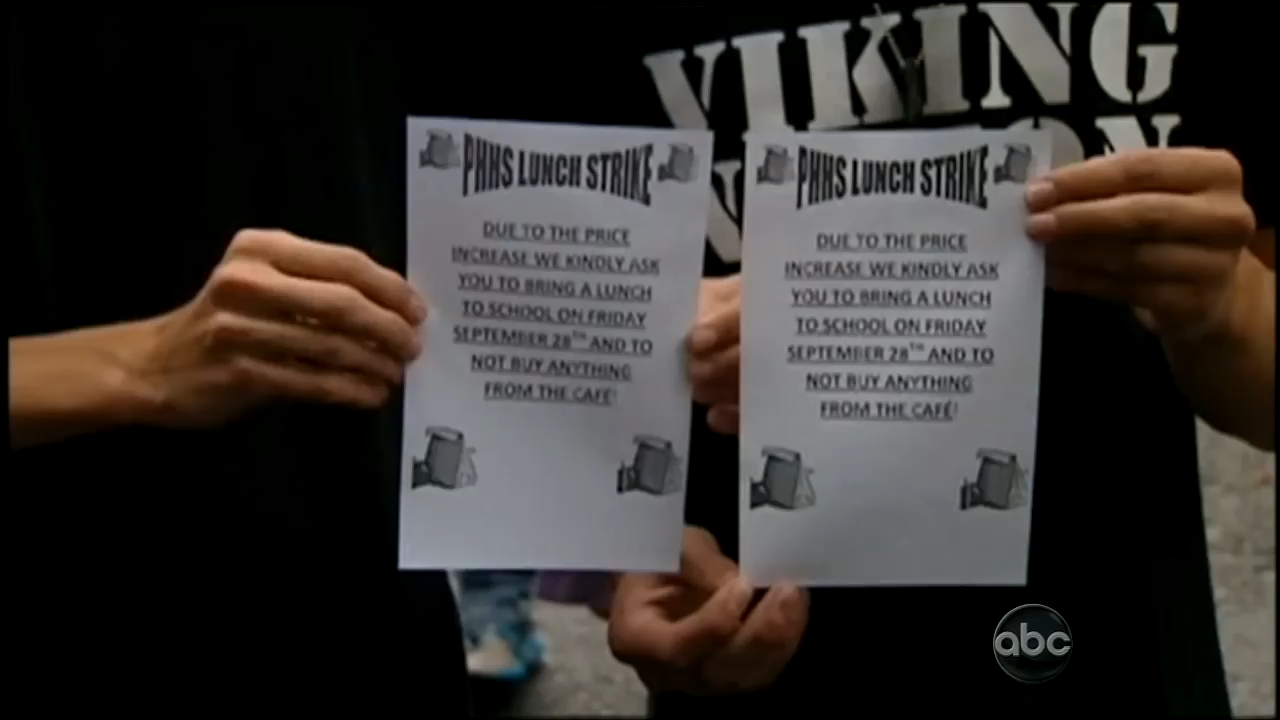 VIKING
PHHS LUNCH STRIKE
DUE TO THE PRICE
INCREASE WE KINDLY ASK
YOU TO BRING A LUNCH
TO SCHOOL ON FRIDAY
SEPTEMBER 28TH AND TO
NOT BUY ANYTHING
FROM THE CAFÉ!
PHHS LUNCH STRIKE
DUE TO THE PRICE
INCREASE WE KINDLY ASK
YOU TO BRING A LUNCH
TO SCHOOL ON FRIDAY
SEPTEMBER 28TH AND TO
NOT BUY ANYTHING
FROM THE CAFÉ!
abc